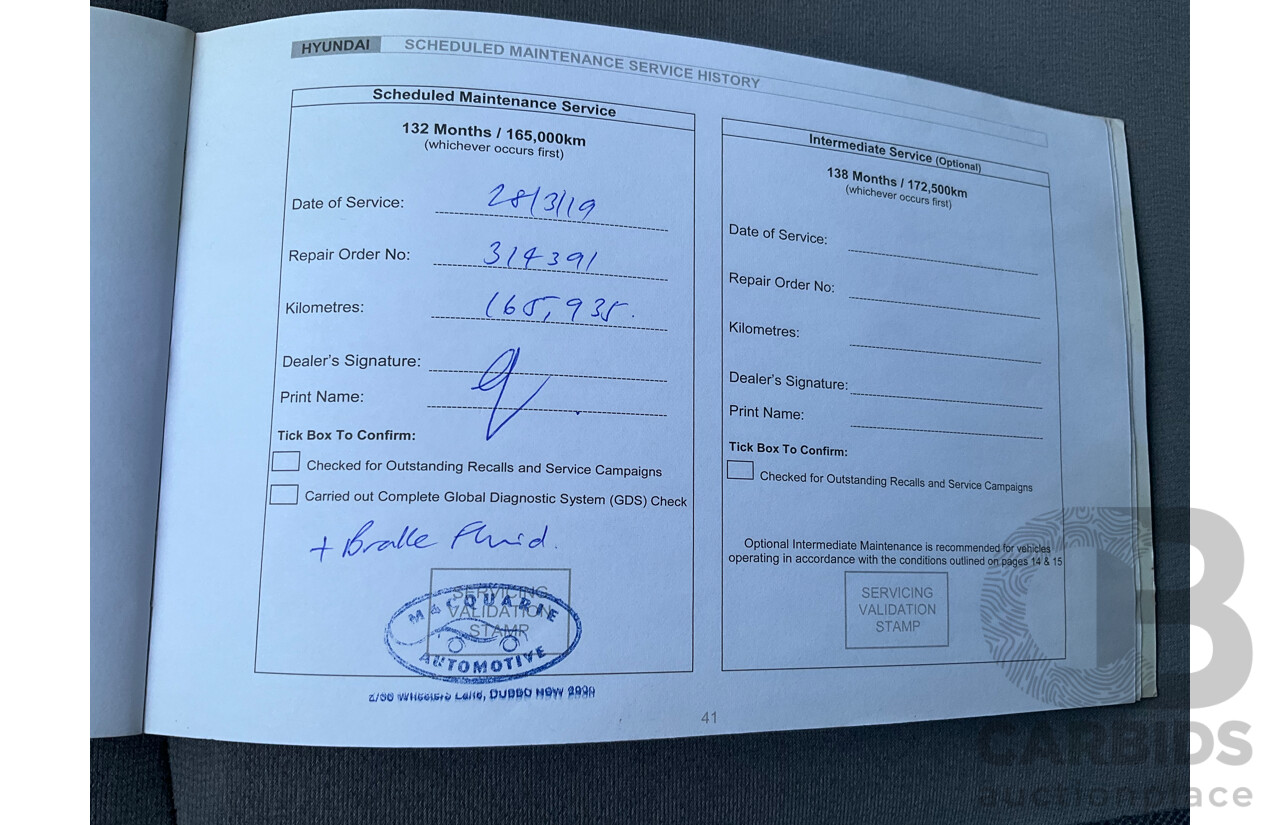 HYUNDAI SCHEDULED MAINTENANCE SERVICE HISTORY
Scheduled Maintenance Service
132 Months / 165,000km
(whichever occurs first)
Date of Service: 28/3/19
Repair Order No: 314391
Kilometres: 165,935.
Dealer's Signature:
Print Name:
Tick Box To Confirm:
Checked for Outstanding Recalls and Service Campaigns
Carried out Complete Global Diagnostic System (GDS) Check
+ Brake Fluid.
SERVICING
VALIDATION
STAMP
MACQUARIE
AUTOMOTIVE
Wheelers Lane, DUBBO NSW 2830
Intermediate Service (Optional)
138 Months / 172,500km
(whichever occurs first)
Date of Service:
Repair Order No:
Kilometres:
Dealer's Signature:
Print Name:
Tick Box To Confirm:
Checked for Outstanding Recalls and Service Campaigns
Optional Intermediate Maintenance is recommended for vehicles
operating in accordance with the conditions outlined on pages 14 & 15
SERVICING
VALIDATION
STAMP
41
CB
CARBIDS
auctionplace